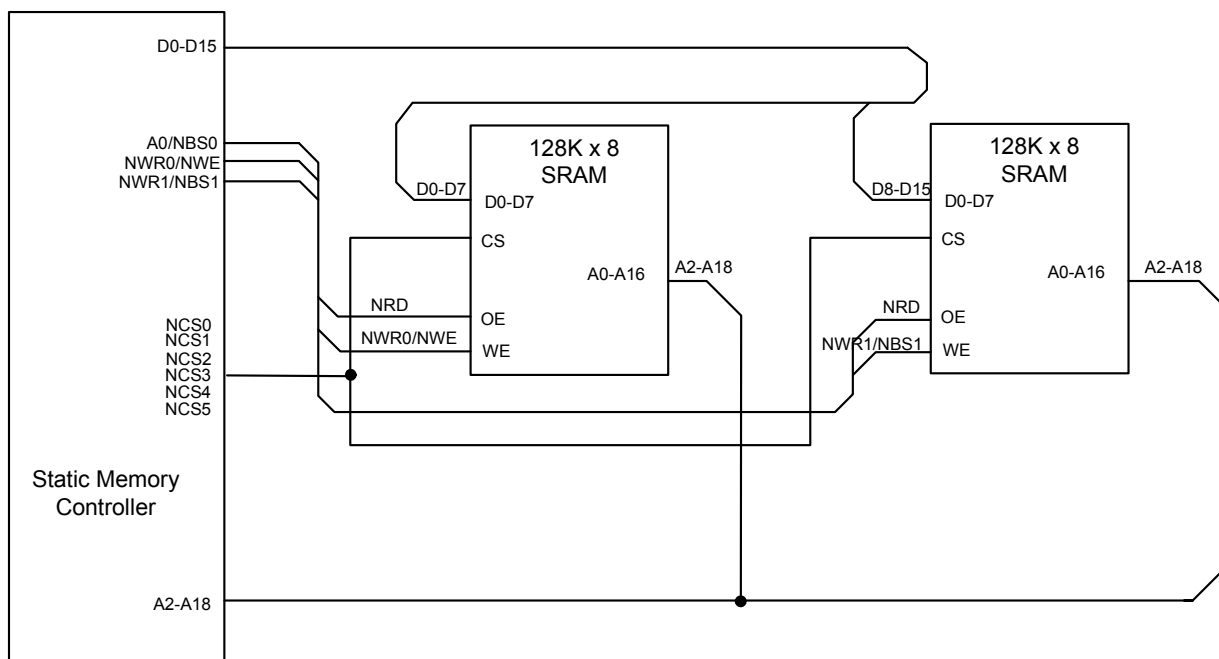 D0-D15
A0/NBS0
NWR0/NWE
NWR1/NBS1
NCS0
NCS1
NCS2
NCS3
NCS4
NCS5
Static Memory
Controller
A2-A18
128K x 8
SRAM
D0-D7
D0-D7
CS
A0-A16
A2-A18
NRD
OE
NWR0/NWE
WE
128K x 8
SRAM
D8-D15
D0-D7
CS
A0-A16
A2-A18
NRD
OE
NWR1/NBS1
WE